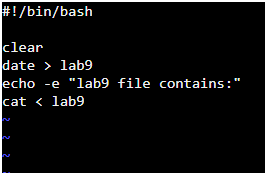 #!/bin/bash

clear
date > lab9
echo -e "lab9 file contains:"
cat < lab9
~
~
~
~